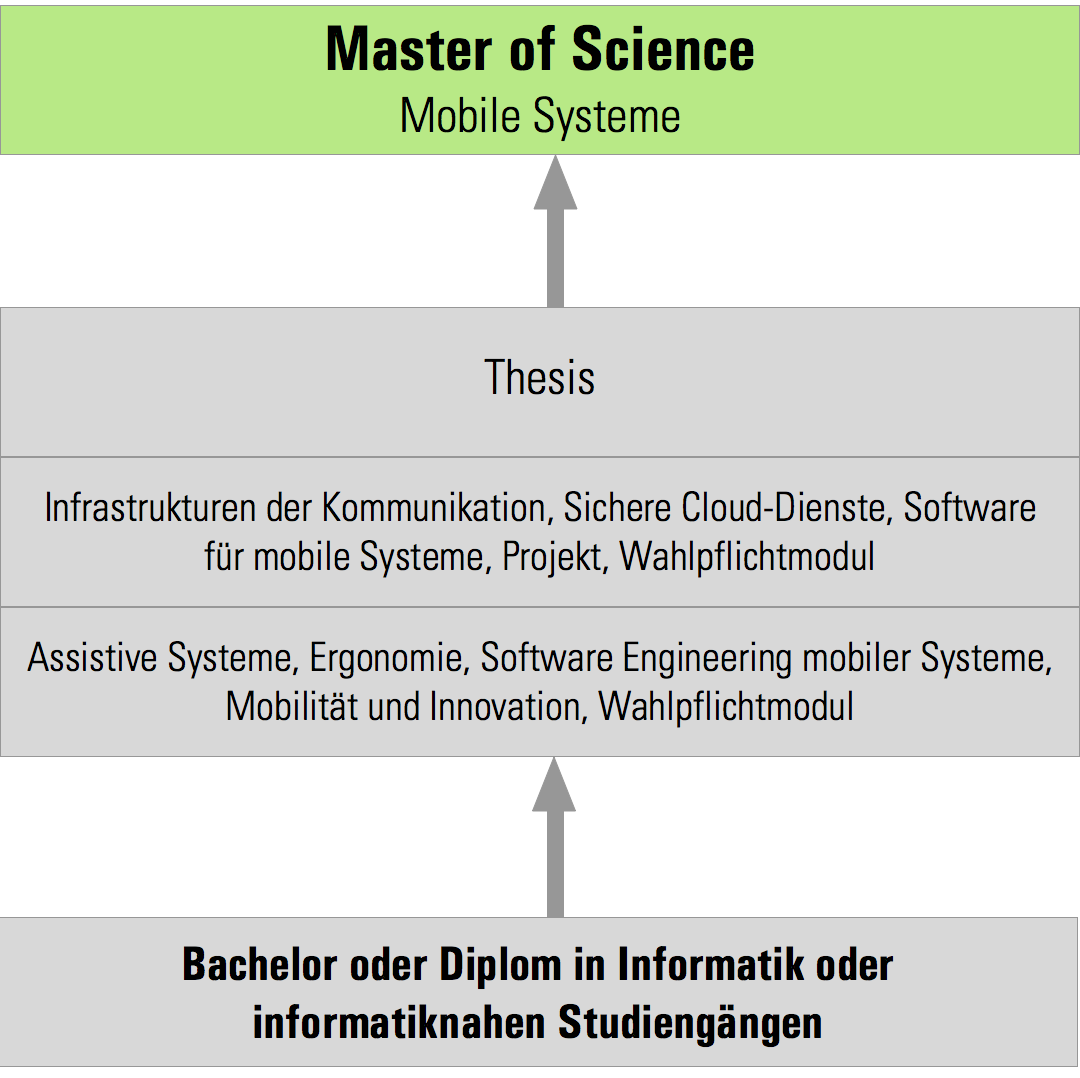 Master of Science
Mobile Systeme
Thesis
Infrastrukturen der Kommunikation, Sichere Cloud-Dienste, Software
für mobile Systeme, Projekt, Wahlpflichtmodul
Assistive Systeme, Ergonomie, Software Engineering mobiler Systeme,
Mobilität und Innovation, Wahlpflichtmodul
Bachelor oder Diplom in Informatik oder
informatiknahen Studiengängen